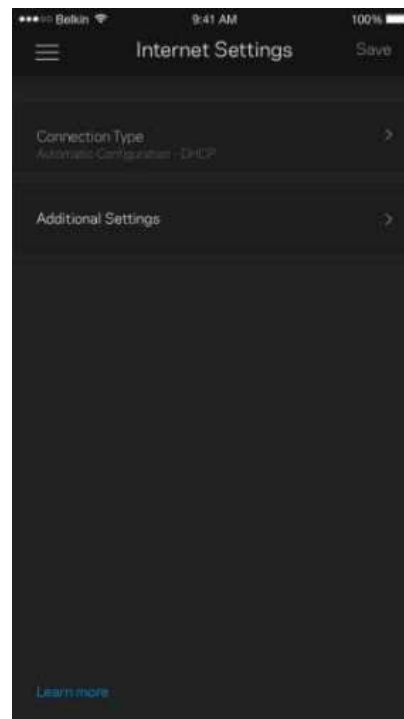 Belkin 9:41 AM 100%
Internet Settings Save
Connection Type
Automatic Configuration - DHCP
Additional Settings
Learn more